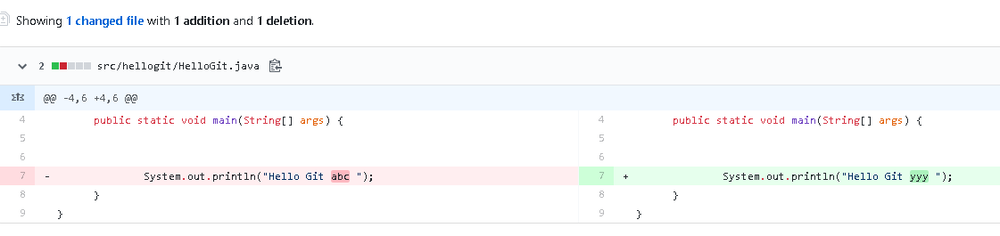 Showing 1 changed file with 1 addition and 1 deletion.
2 src/hellogit/HelloGit.java
@@ -4,6 +4,6 @@
4 public static void main(String[] args) {
5
6
7 - System.out.println("Hello Git abc ");
8 }
9 }
4 public static void main(String[] args) {
5
6
7 + System.out.println("Hello Git yyy ");
8 }
9 }